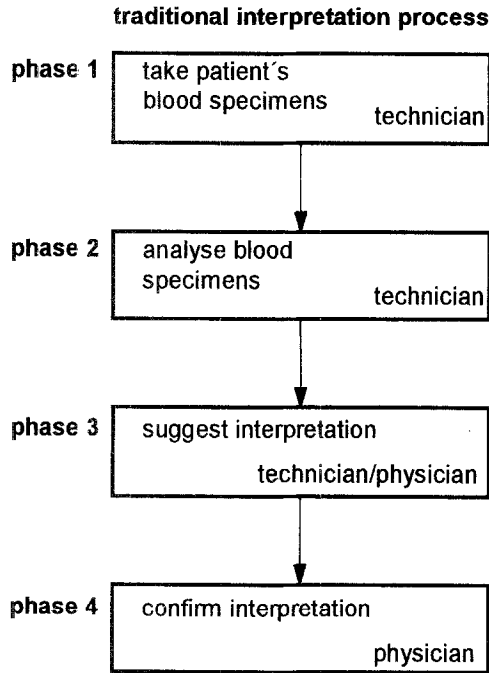 traditional interpretation process
phase 1
take patient´s
blood specimens
technician
phase 2
analyse blood
specimens
technician
phase 3
suggest interpretation
technician/physician
phase 4
confirm interpretation
physician